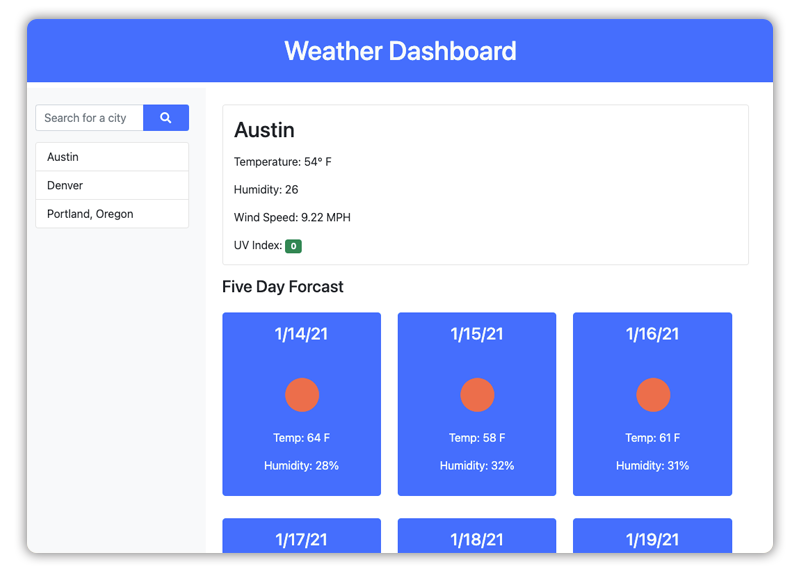 Weather Dashboard
Search for a city
Austin
Denver
Portland, Oregon
Austin
Temperature: 54° F
Humidity: 26
Wind Speed: 9.22 MPH
UV Index: 0
Five Day Forcast
1/14/21
Temp: 64 F
Humidity: 28%
1/15/21
Temp: 58 F
Humidity: 32%
1/16/21
Temp: 61 F
Humidity: 31%
1/17/21
1/18/21
1/19/21